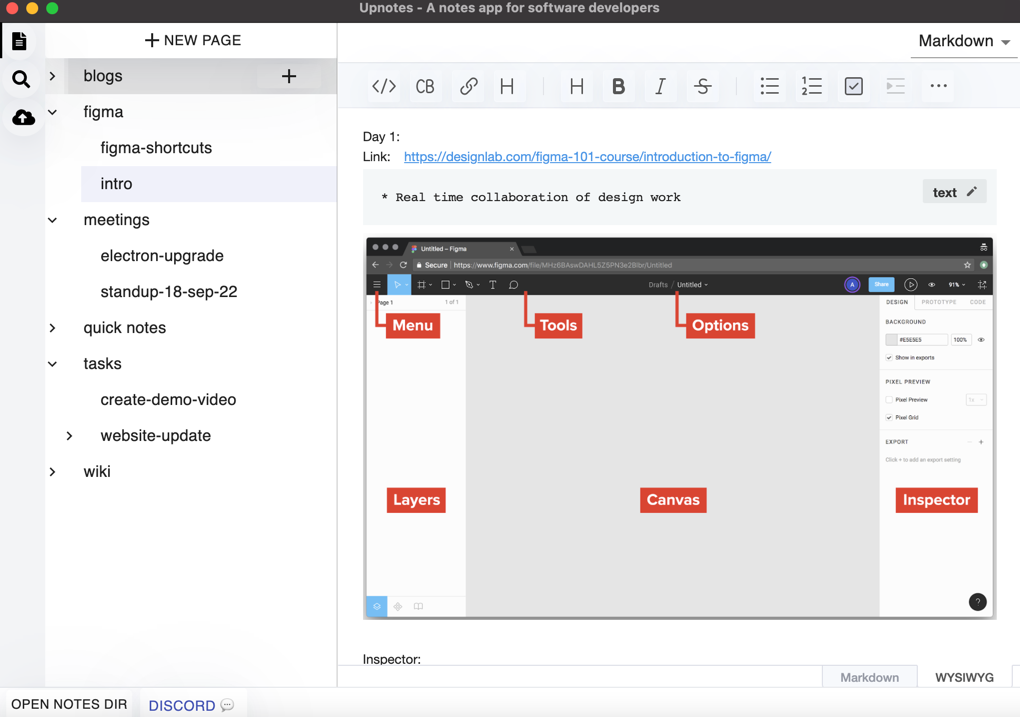 Upnotes - A notes app for software developers
NEW PAGE
Markdown
blogs
figma
figma-shortcuts
intro
meetings
electron-upgrade
standup-18-sep-22
quick notes
tasks
create-demo-video
website-update
wiki
</> CB H H B I S
Day 1:
Link: https://designlab.com/figma-101-course/introduction-to-figma/
* Real time collaboration of design work
text
Untitled – Figma
Secure https://www.figma.com/file/
Drafts / Untitled
A Share 91%
Page 1 1 of 1
DESIGN PROTOTYPE CODE
Menu
Tools
Options
BACKGROUND
#E5E5E5 100%
Show in exports
PIXEL PREVIEW
Pixel Preview
Pixel Grid
EXPORT
Click + to add an export setting
Layers
Canvas
Inspector
?
Inspector:
Markdown WYSIWYG
OPEN NOTES DIR DISCORD